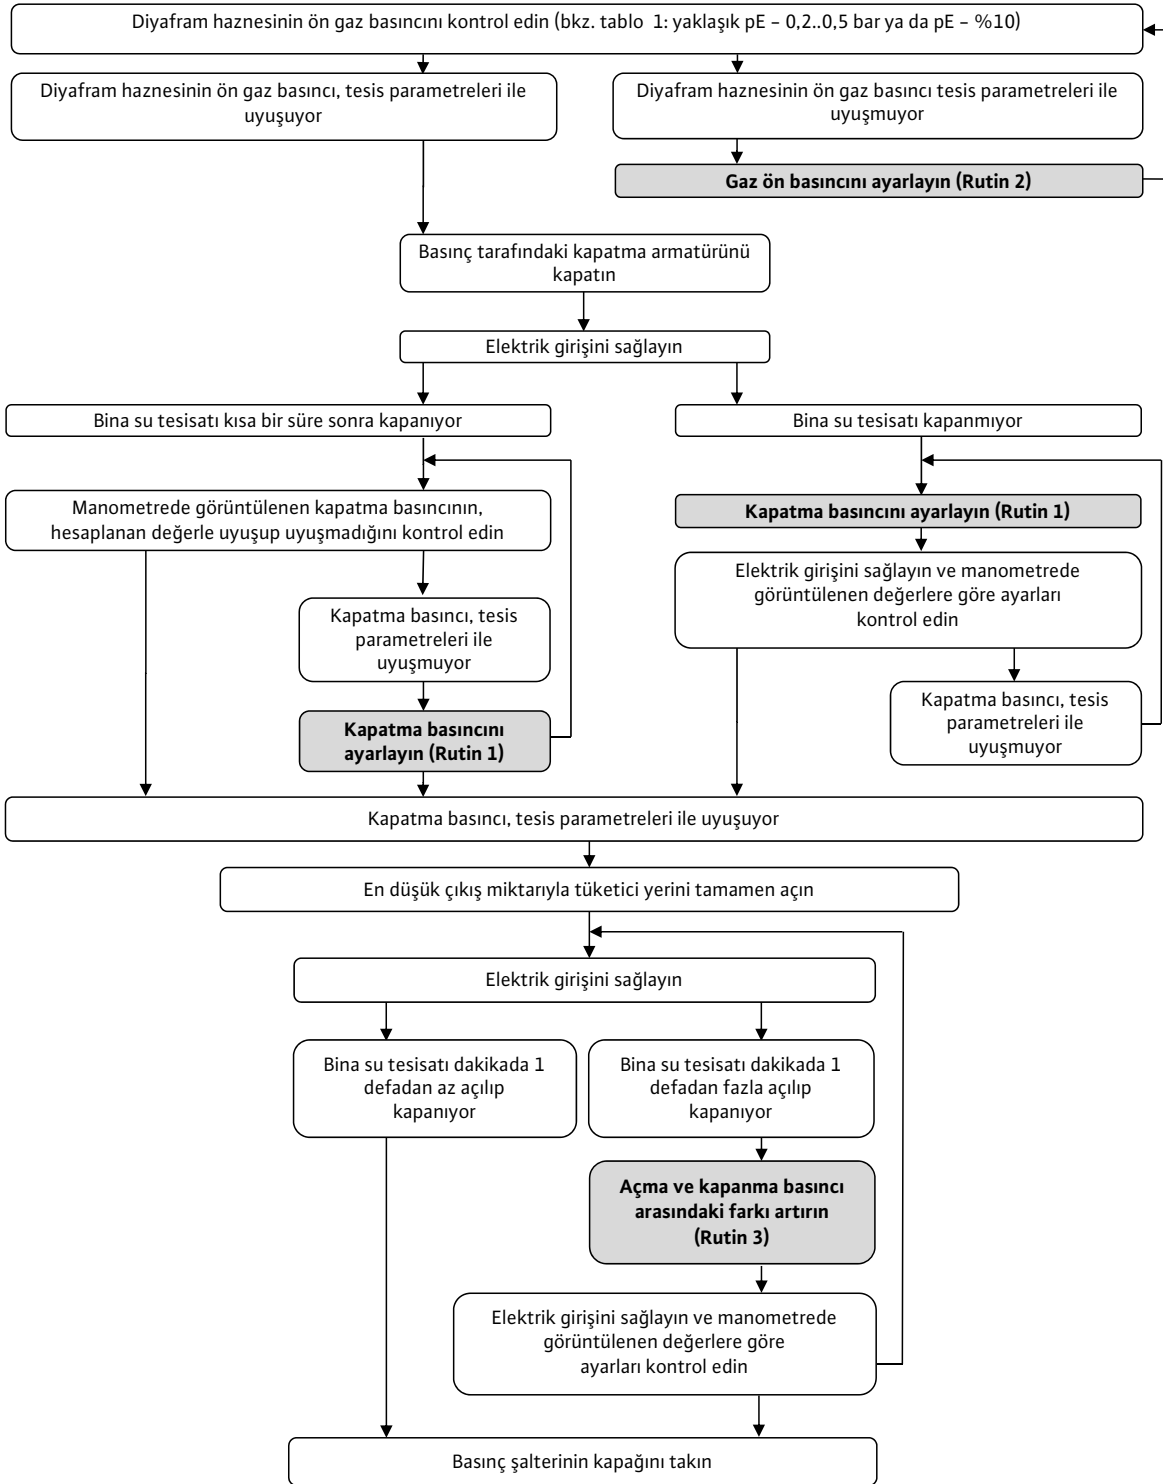 Diyafram haznesinin ön gaz basıncını kontrol edin (bkz. tablo 1: yaklaşık pE – 0,2..0,5 bar ya da pE – %10)
Diyafram haznesinin ön gaz basıncı, tesis parametreleri ile
uyuşuyor
Diyafram haznesinin ön gaz basıncı tesis parametreleri ile
uyuşmuyor
Gaz ön basıncını ayarlayın (Rutin 2)
Basınç tarafındaki kapatma armatürünü
kapatın
Elektrik girişini sağlayın
Bina su tesisatı kısa bir süre sonra kapanıyor
Bina su tesisatı kapanmıyor
Manometrede görüntülenen kapatma basıncının,
hesaplanan değerle uyuşup uyuşmadığını kontrol edin
Kapatma basıncını ayarlayın (Rutin 1)
Elektrik girişini sağlayın ve manometrede
görüntülenen değerlere göre ayarları
kontrol edin
Kapatma basıncı, tesis
parametreleri ile
uyuşmuyor
Kapatma basıncı, tesis
parametreleri ile
uyuşmuyor
Kapatma basıncını
ayarlayın (Rutin 1)
Kapatma basıncı, tesis parametreleri ile uyuşuyor
En düşük çıkış miktarıyla tüketici yerini tamamen açın
Elektrik girişini sağlayın
Bina su tesisatı dakikada 1
defadan az açılıp
kapanıyor
Bina su tesisatı dakikada 1
defadan fazla açılıp
kapanıyor
Açma ve kapanma basıncı
arasındaki farkı artırın
(Rutin 3)
Elektrik girişini sağlayın ve manometrede
görüntülenen değerlere göre
ayarları kontrol edin
Basınç şalterinin kapağını takın